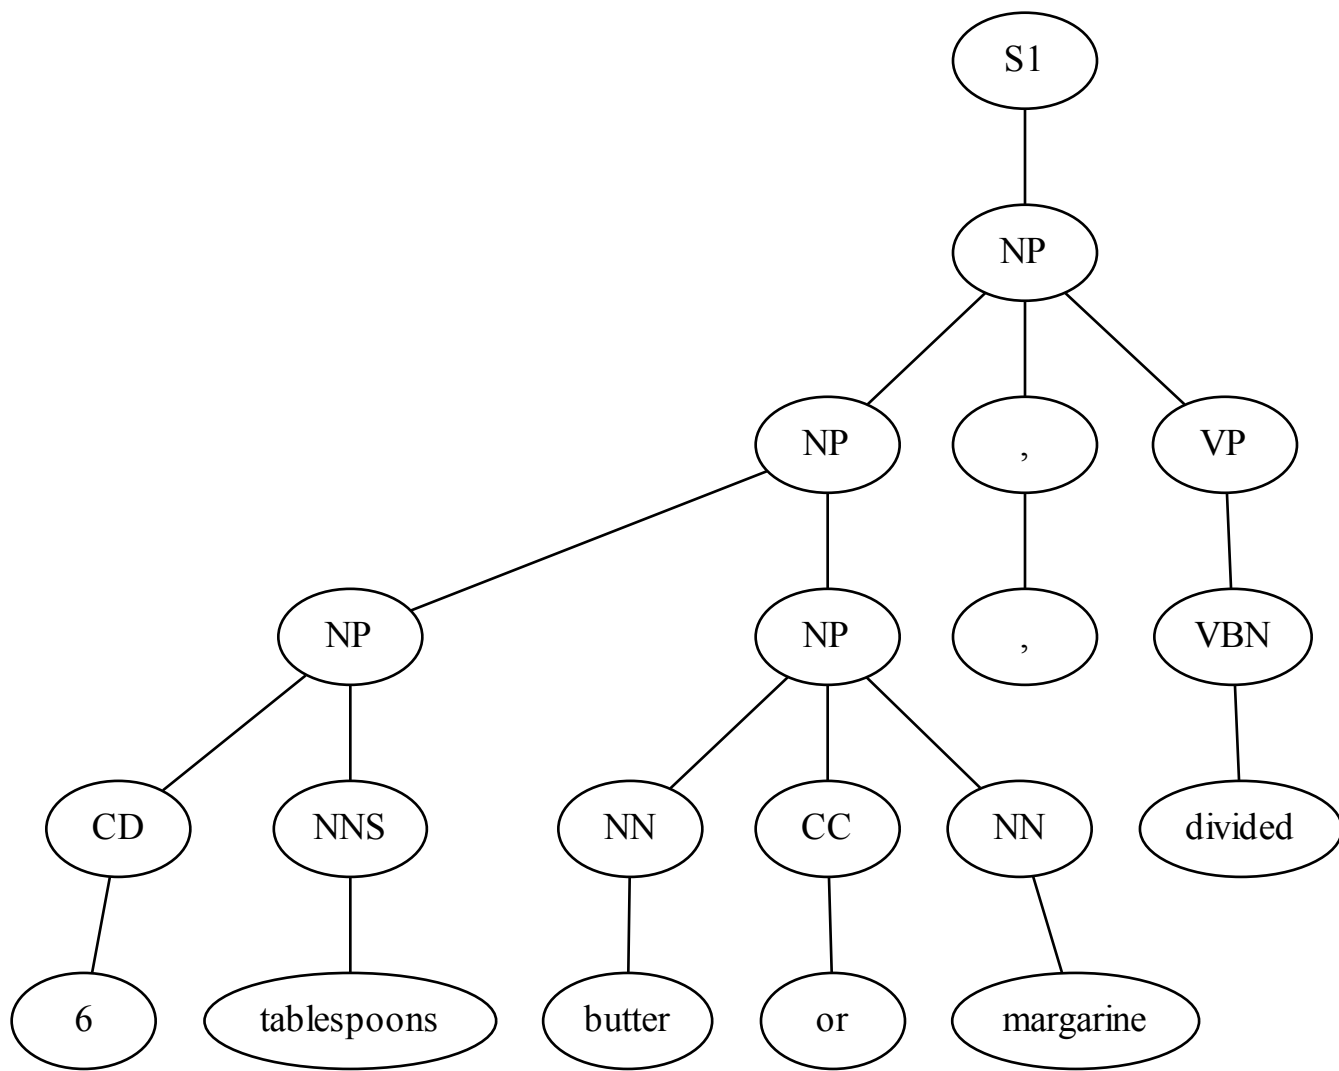 S1
NP
NP , VP
NP NP , VBN
CD NNS NN CC NN divided
6 tablespoons butter or margarine